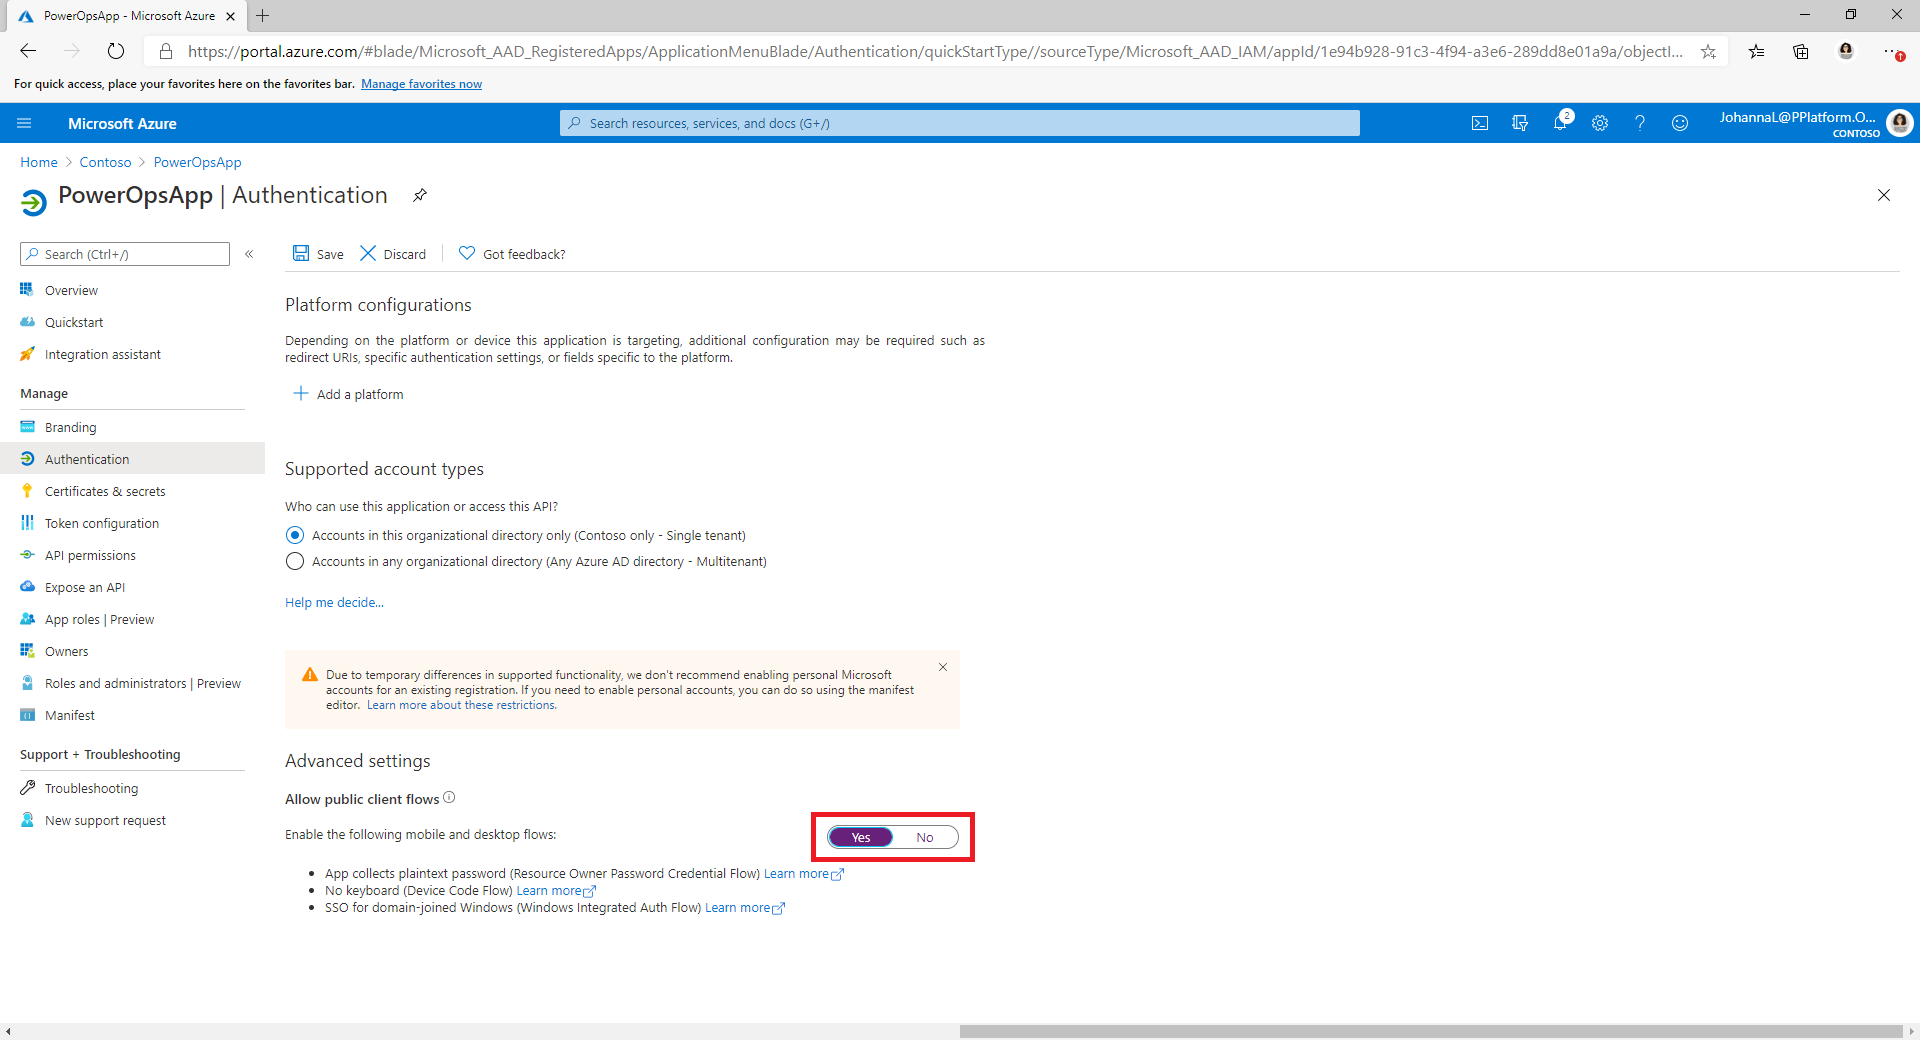 PowerOpsApp - Microsoft Azure
https://portal.azure.com/#blade/Microsoft_AAD_RegisteredApps/ApplicationMenuBlade/Authentication/quickStartType//sourceType/Microsoft_AAD_IAM/appId/1e94b928-91c3-4f94-a3e6-289dd8e01a9a/objectI...
For quick access, place your favorites here on the favorites bar. Manage favorites now
Microsoft Azure
Search resources, services, and docs (G+/)
2
JohannaL@PPlatform.O...
CONTOSO
Home > Contoso > PowerOpsApp
PowerOpsApp | Authentication
Search (Ctrl+/)
«
Overview
Quickstart
Integration assistant
Manage
Branding
Authentication
Certificates & secrets
Token configuration
API permissions
Expose an API
App roles | Preview
Owners
Roles and administrators | Preview
Manifest
Support + Troubleshooting
Troubleshooting
New support request
Save
Discard
Got feedback?
Platform configurations
Depending on the platform or device this application is targeting, additional configuration may be required such as
redirect URIs, specific authentication settings, or fields specific to the platform.
Add a platform
Supported account types
Who can use this application or access this API?
Accounts in this organizational directory only (Contoso only - Single tenant)
Accounts in any organizational directory (Any Azure AD directory - Multitenant)
Help me decide...
Due to temporary differences in supported functionality, we don't recommend enabling personal Microsoft
accounts for an existing registration. If you need to enable personal accounts, you can do so using the manifest
editor. Learn more about these restrictions.
Advanced settings
Allow public client flows
Enable the following mobile and desktop flows:
Yes
No
• App collects plaintext password (Resource Owner Password Credential Flow) Learn more
• No keyboard (Device Code Flow) Learn more
• SSO for domain-joined Windows (Windows Integrated Auth Flow) Learn more